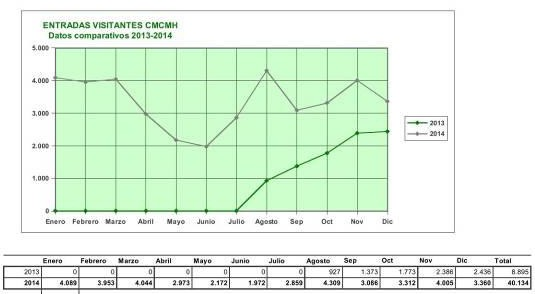 ENTRADAS VISITANTES CMCMH
Datos comparativos 2013-2014
5.000
4.000
3.000
2.000
1.000
0
Enero Febrero Marzo Abril Mayo Junio Julio Agosto Sep Oct Nov Dic
2013
2014
Enero Febrero Marzo Abril Mayo Junio Julio Agosto Sep Oct Nov Dic Total
2013 0 0 0 0 0 0 0 927 1.373 1.773 2.386 2.436 8.895
2014 4.089 3.953 4.044 2.973 2.172 1.972 2.859 4.309 3.086 3.312 4.005 3.360 40.134